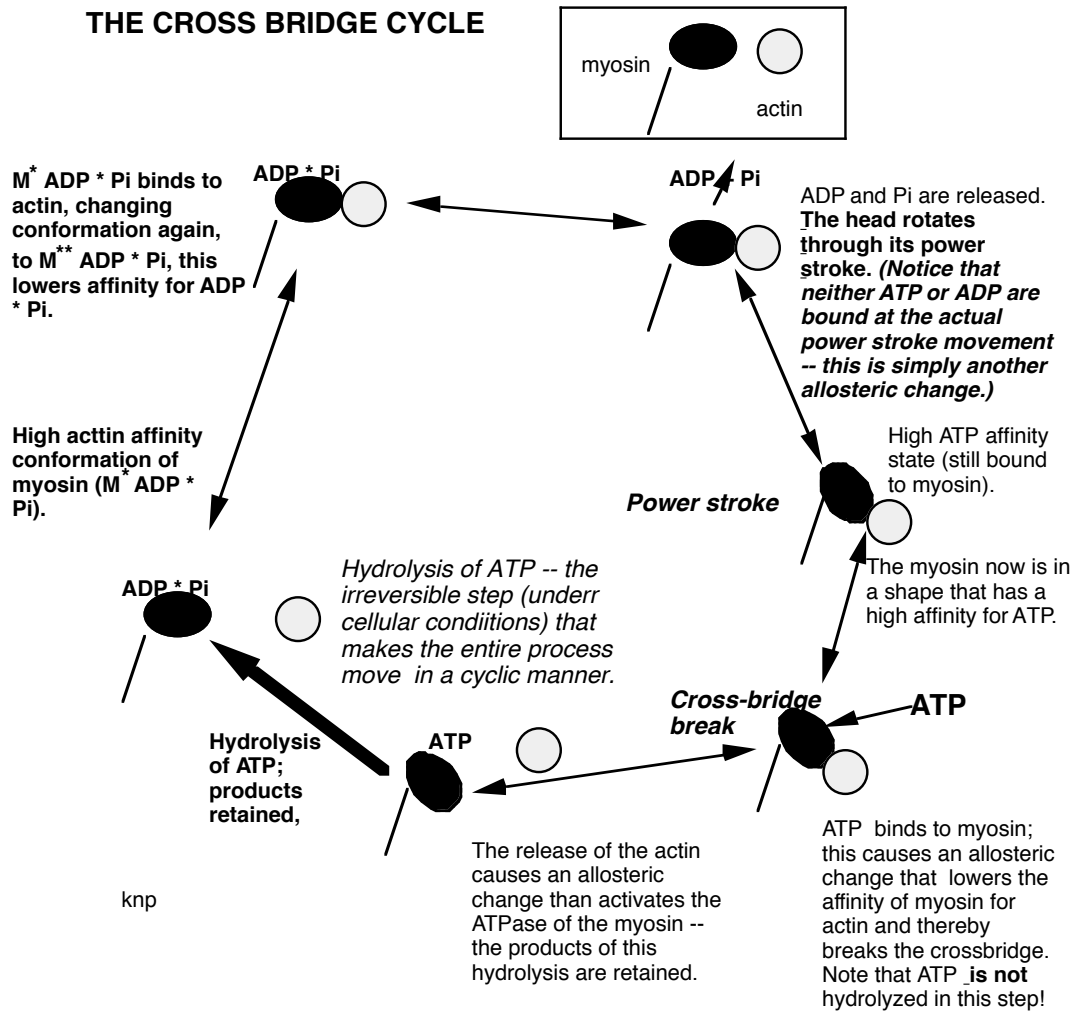 THE CROSS BRIDGE CYCLE
myosin
actin
M* ADP * Pi binds to
actin, changing
conformation again,
to M** ADP * Pi, this
lowers affinity for ADP
* Pi.
ADP * Pi
ADP - Pi
ADP and Pi are released.
The head rotates
through its power
stroke. (Notice that
neither ATP or ADP are
bound at the actual
power stroke movement
-- this is simply another
allosteric change.)
High acttin affinity
conformation of
myosin (M* ADP *
Pi).
Power stroke
High ATP affinity
state (still bound
to myosin).
The myosin now is in
a shape that has a
high affinity for ATP.
ADP * Pi
Hydrolysis of ATP -- the
irreversible step (underr
cellular condiitions) that
makes the entire process
move in a cyclic manner.
Cross-bridge
break
ATP
Hydrolysis
of ATP;
products
retained,
ATP
The release of the actin
causes an allosteric
change than activates the
ATPase of the myosin --
the products of this
hydrolysis are retained.
ATP binds to myosin;
this causes an allosteric
change that lowers the
affinity of myosin for
actin and thereby
breaks the crossbridge.
Note that ATP is not
hydrolyzed in this step!
knp